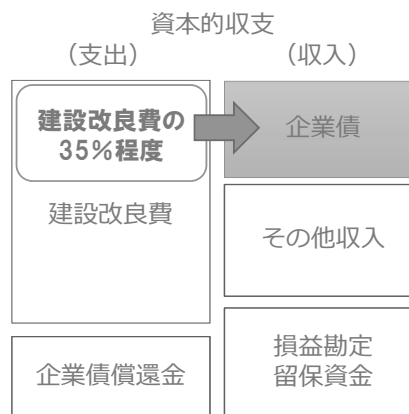 資本的収支
（支出）
（収入）
建設改良費の
35％程度
企業債
建設改良費
その他収入
企業債償還金
損益勘定
留保資金